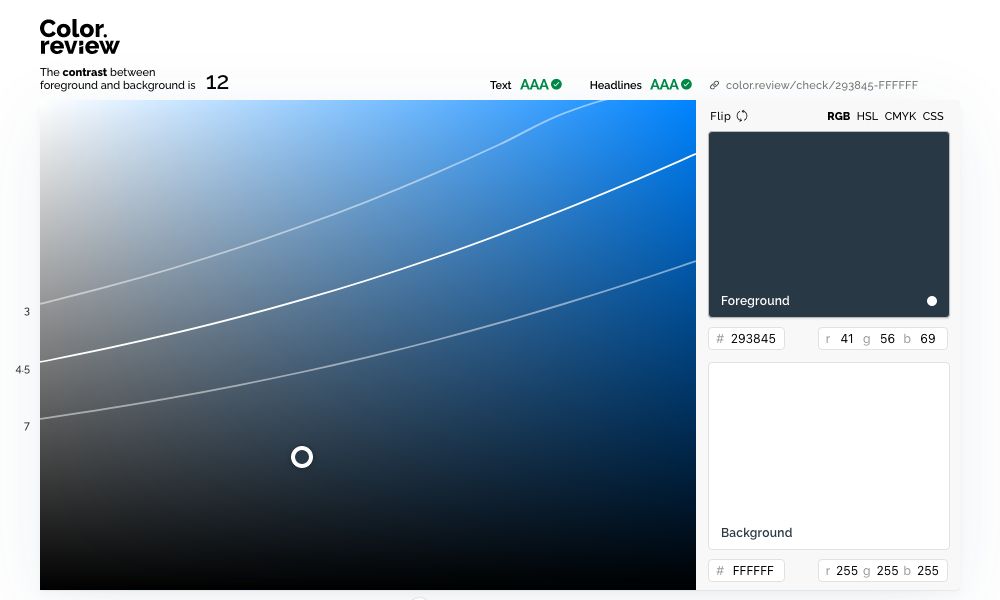 Color.
review
The contrast between
foreground and background is 12
Text AAA
Headlines AAA
color.review/check/293845-FFFFFF
Flip
RGB HSL CMYK CSS
3
4.5
7
Foreground
# 293845
r 41 g 56 b 69
Background
# FFFFFF
r 255 g 255 b 255